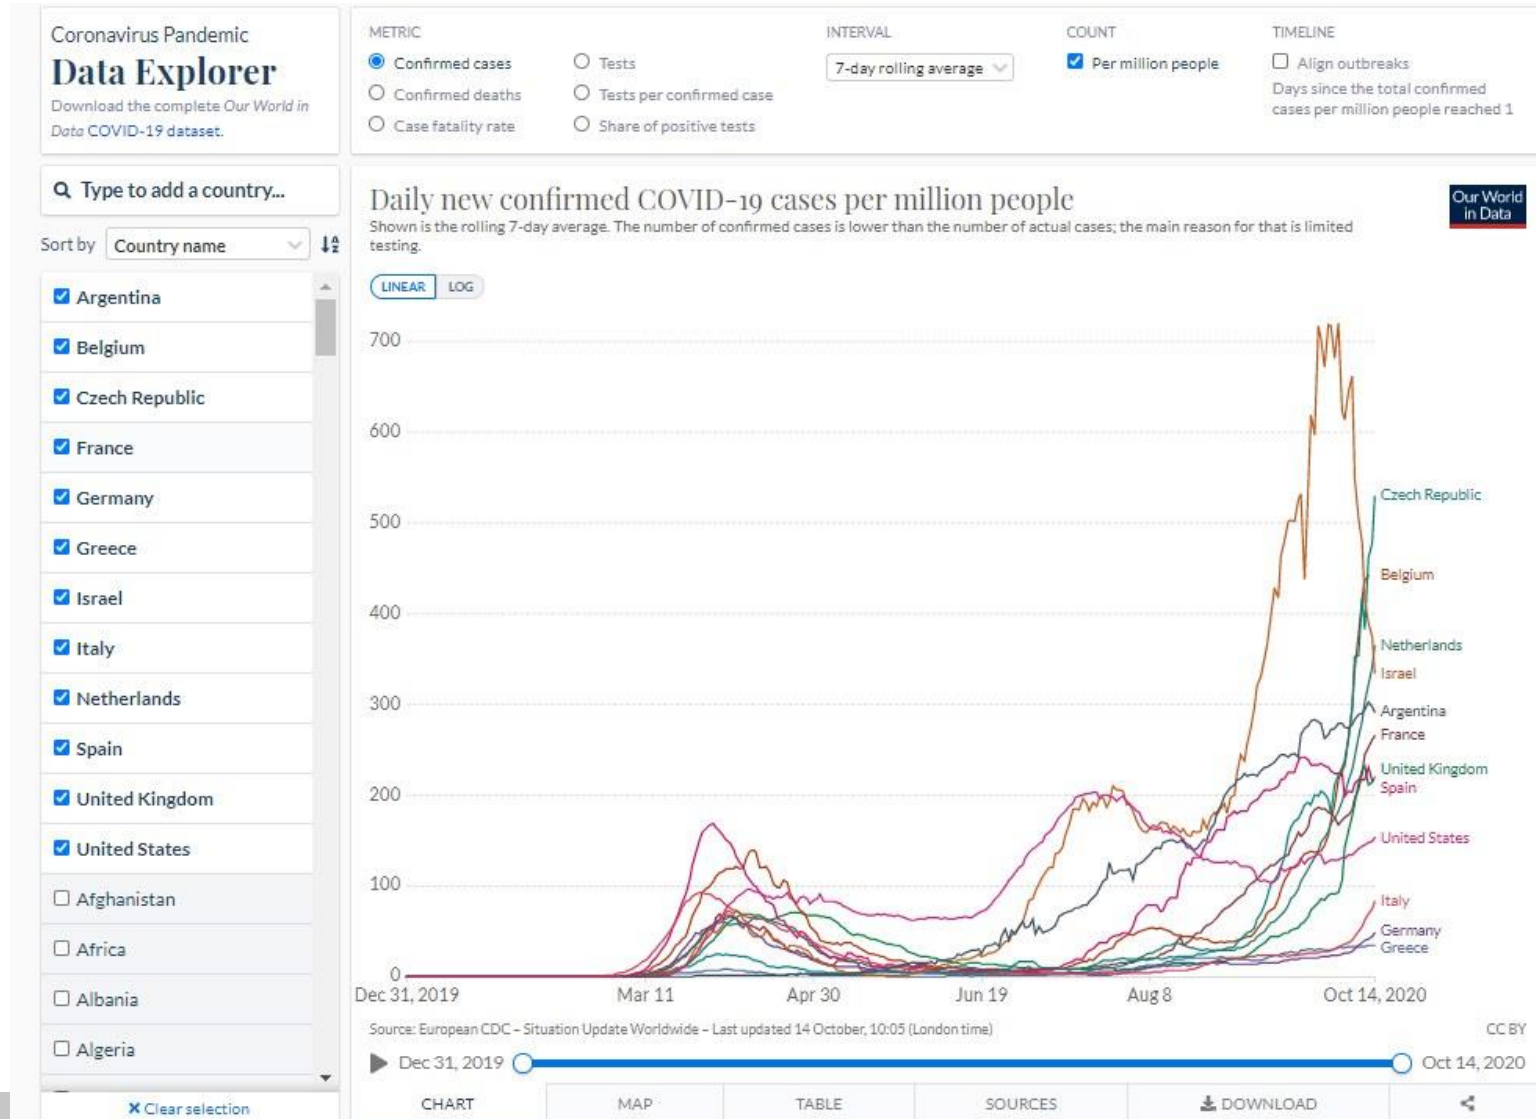 Coronavirus Pandemic
Data Explorer
Download the complete Our World in
Data COVID-19 dataset.
METRIC
Confirmed cases
Confirmed deaths
Case fatality rate
Tests
Tests per confirmed case
Share of positive tests
INTERVAL
7-day rolling average
COUNT
Per million people
TIMELINE
Align outbreaks
Days since the total confirmed
cases per million people reached 1
Type to add a country...
Sort by Country name
Argentina
Belgium
Czech Republic
France
Germany
Greece
Israel
Italy
Netherlands
Spain
United Kingdom
United States
Afghanistan
Africa
Albania
Algeria
Clear selection
Daily new confirmed COVID-19 cases per million people
Shown is the rolling 7-day average. The number of confirmed cases is lower than the number of actual cases; the main reason for that is limited
testing.
Our World
in Data
LINEAR LOG
700
600
500
400
300
200
100
0
Czech Republic
Belgium
Netherlands
Israel
Argentina
France
United Kingdom
Spain
United States
Italy
Germany
Greece
Dec 31, 2019 Mar 11 Apr 30 Jun 19 Aug 8 Oct 14, 2020
Source: European CDC – Situation Update Worldwide – Last updated 14 October, 10:05 (London time) CC BY
Dec 31, 2019 Oct 14, 2020
CHART MAP TABLE SOURCES DOWNLOAD